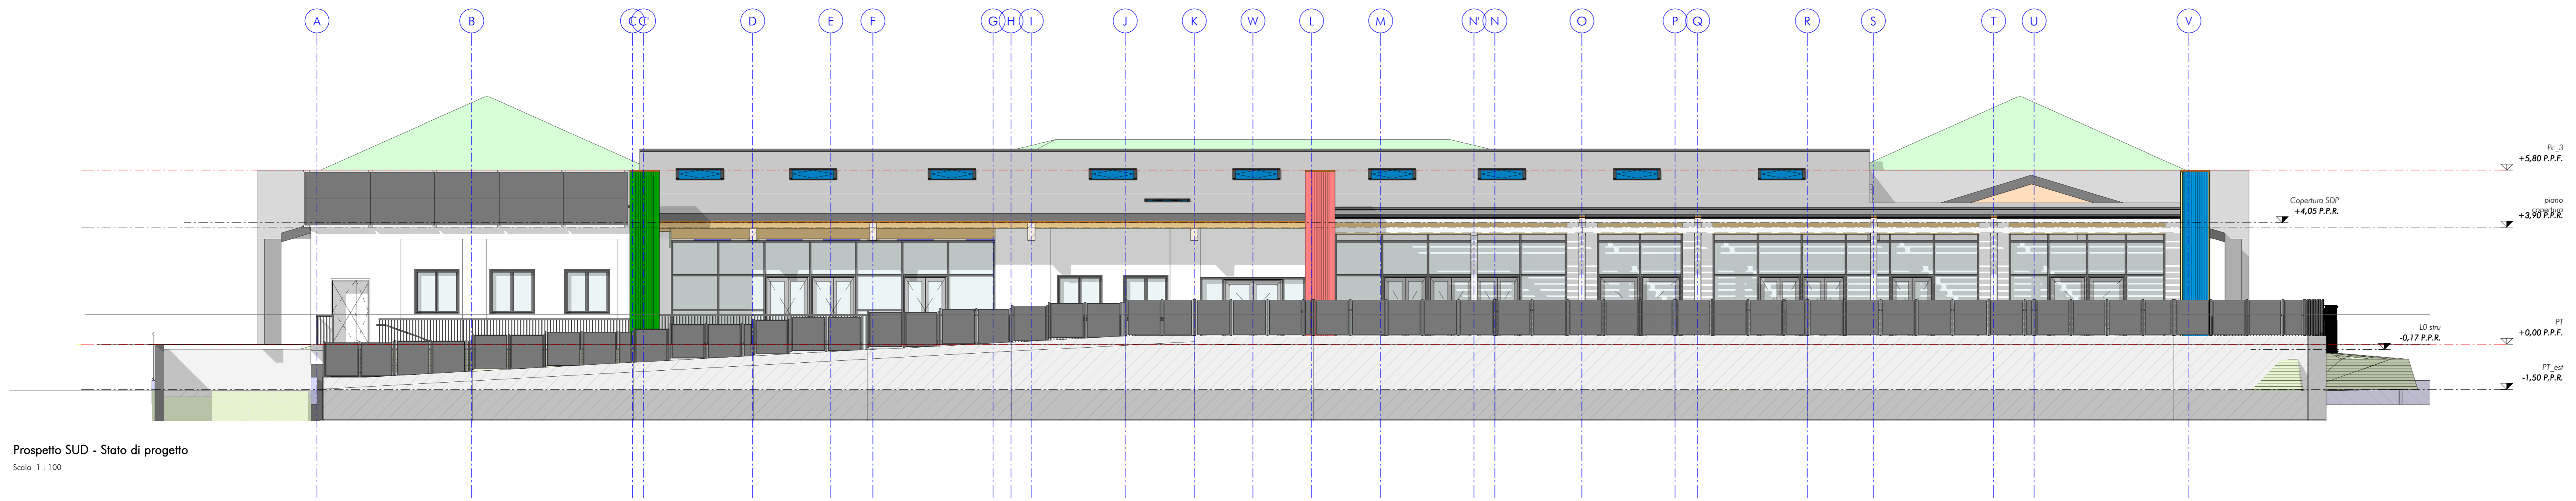 A B C C' D E F G H I J K W L M N' N O P Q R S T U V
Pc_3
+5,80 P.P.F.
Copertura SDP
+4,05 P.P.R.
piano
copertura
+3,90 P.P.R.
PT
+0,00 P.P.F.
L0 stru
-0,17 P.P.R.
PT_est
-1,50 P.P.R.
Prospetto SUD - Stato di progetto
Scala 1 : 100